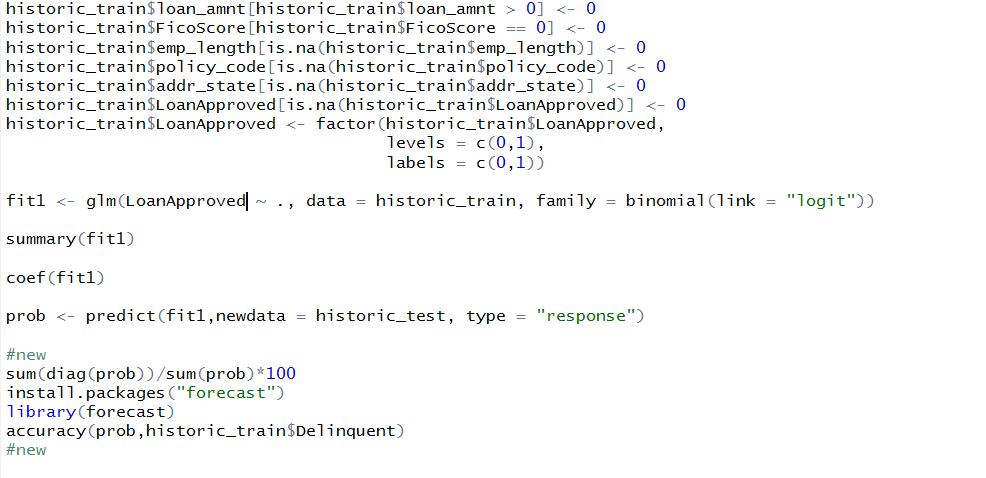 historic_train$loan_amnt[historic_train$loan_amnt > 0] <- 0
historic_train$FicoScore[historic_train$FicoScore == 0] <- 0
historic_train$emp_length[is.na(historic_train$emp_length)] <- 0
historic_train$policy_code[is.na(historic_train$policy_code)] <- 0
historic_train$addr_state[is.na(historic_train$addr_state)] <- 0
historic_train$LoanApproved[is.na(historic_train$LoanApproved)] <- 0
historic_train$LoanApproved <- factor(historic_train$LoanApproved,
levels = c(0,1),
labels = c(0,1))
fit1 <- glm(LoanApproved ~ ., data = historic_train, family = binomial(link = "logit"))
summary(fit1)
coef(fit1)
prob <- predict(fit1,newdata = historic_test, type = "response")
#new
sum(diag(prob))/sum(prob)*100
install.packages("forecast")
library(forecast)
accuracy(prob,historic_train$Delinquent)
#new